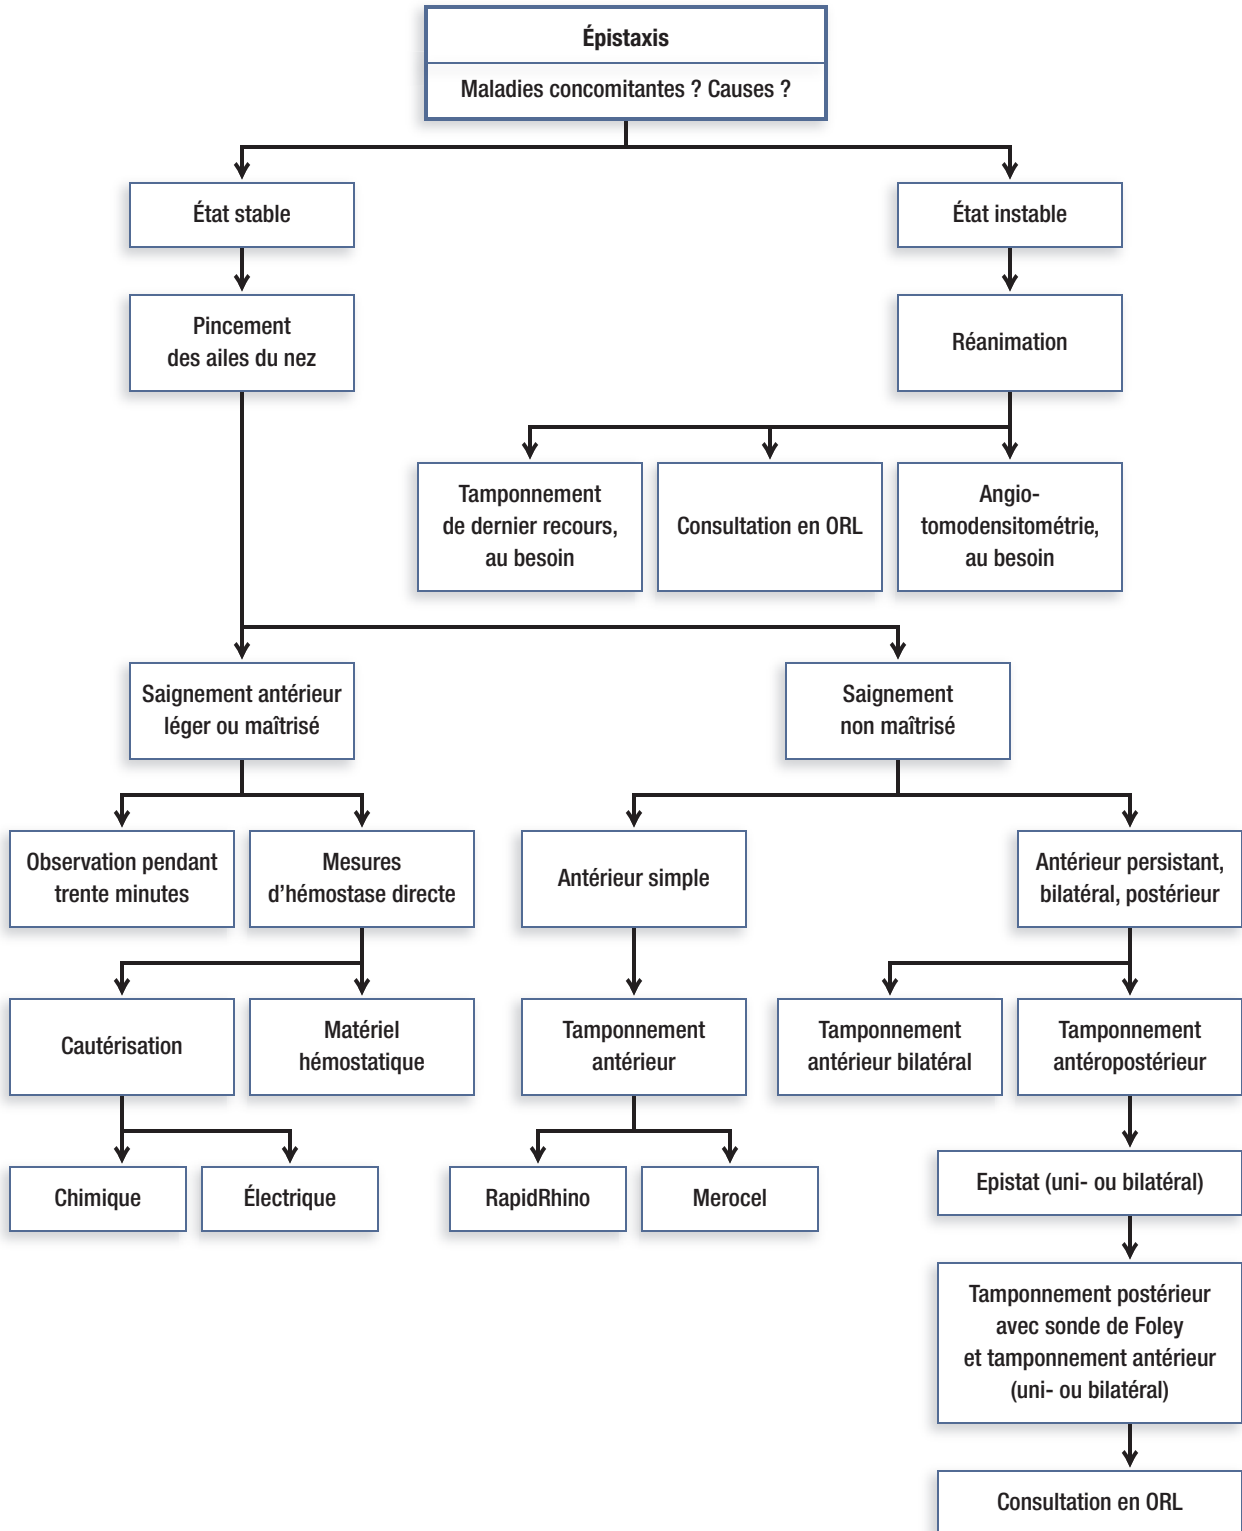 Épistaxis
Maladies concomitantes ? Causes ?
État stable
État instable
Pincement
des ailes du nez
Réanimation
Tamponnement
de dernier recours,
au besoin
Consultation en ORL
Angio-
tomodensitométrie,
au besoin
Saignement antérieur
léger ou maîtrisé
Saignement
non maîtrisé
Observation pendant
trente minutes
Mesures
d’hémostase directe
Antérieur simple
Antérieur persistant,
bilatéral, postérieur
Cautérisation
Matériel
hémostatique
Tamponnement
antérieur
Tamponnement
antérieur bilatéral
Tamponnement
antéropostérieur
Chimique
Électrique
RapidRhino
Merocel
Epistat (uni- ou bilatéral)
Tamponnement postérieur
avec sonde de Foley
et tamponnement antérieur
(uni- ou bilatéral)
Consultation en ORL